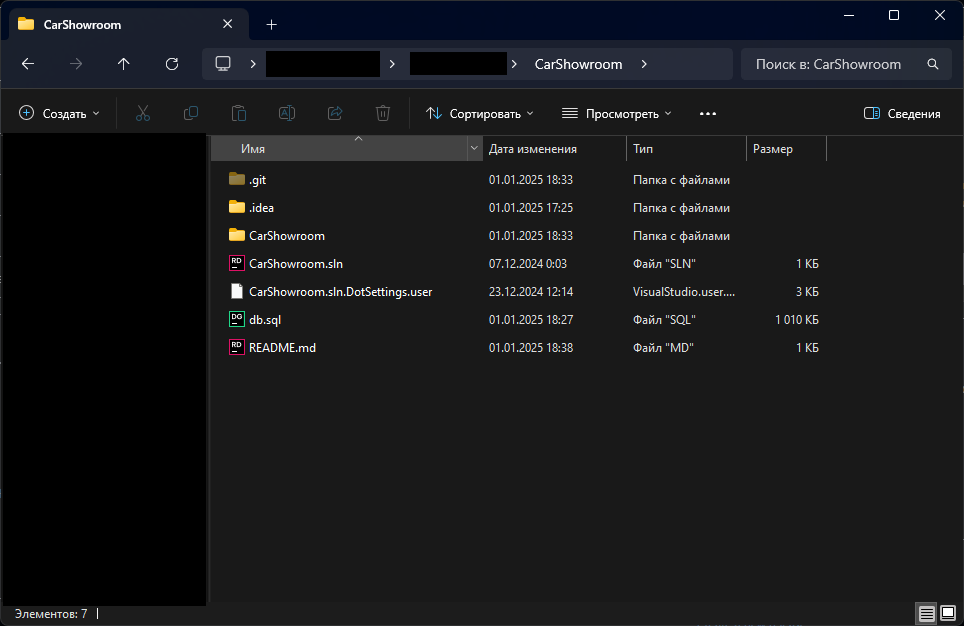 CarShowroom
CarShowroom
Поиск в: CarShowroom
Создать
Сортировать
Просмотреть
Сведения
Имя Дата изменения Тип Размер
.git 01.01.2025 18:33 Папка с файлами
.idea 01.01.2025 17:25 Папка с файлами
CarShowroom 01.01.2025 18:33 Папка с файлами
RD CarShowroom.sln 07.12.2024 0:03 Файл "SLN" 1 КБ
CarShowroom.sln.DotSettings.user 23.12.2024 12:14 VisualStudio.user.... 3 КБ
DG db.sql 01.01.2025 18:27 Файл "SQL" 1 010 КБ
RD README.md 01.01.2025 18:38 Файл "MD" 1 КБ
Элементов: 7